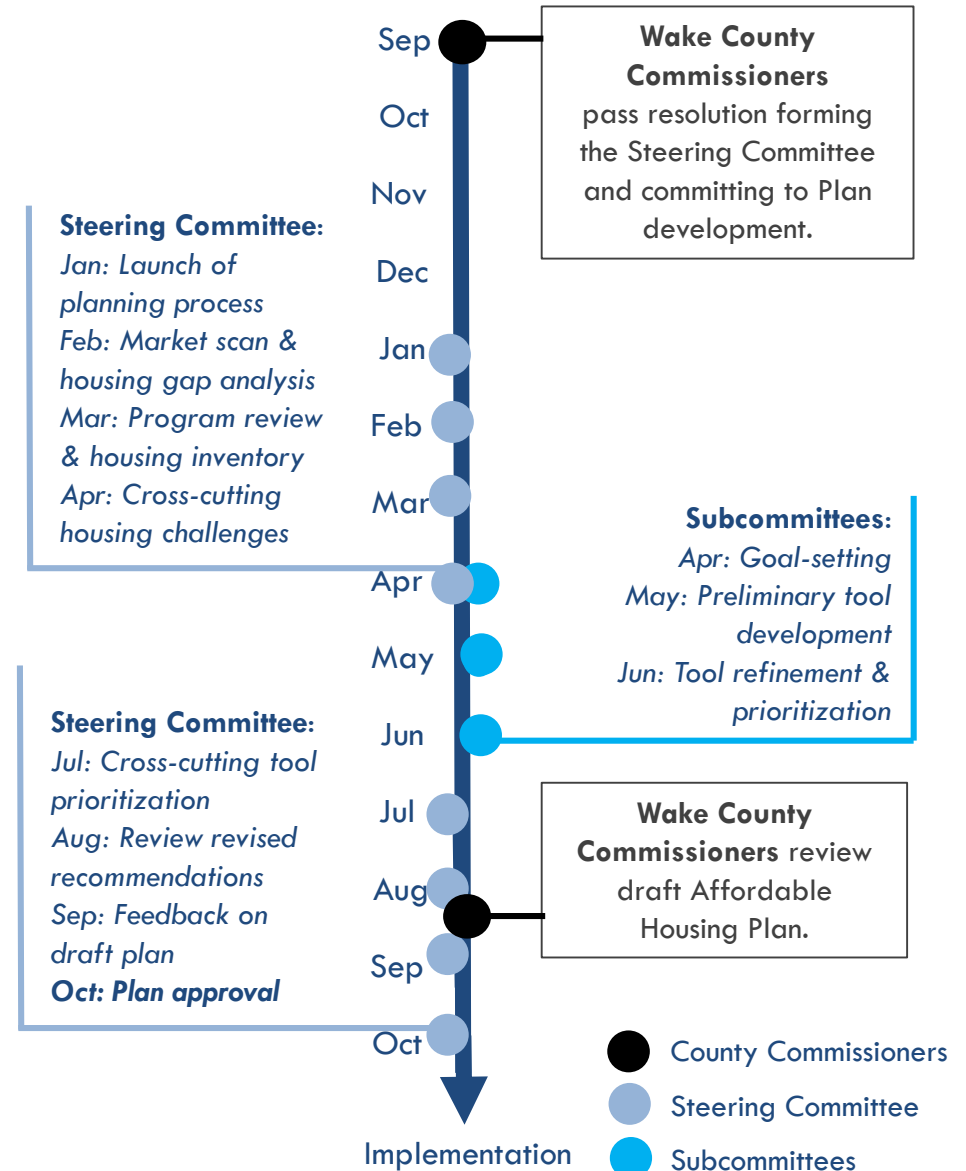 Sep
Wake County
Commissioners
pass resolution forming
the Steering Committee
and committing to Plan
development.
Oct
Nov
Dec
Steering Committee:
Jan: Launch of
planning process
Feb: Market scan &
housing gap analysis
Mar: Program review
& housing inventory
Apr: Cross-cutting
housing challenges
Jan
Feb
Mar
Apr
Subcommittees:
Apr: Goal-setting
May: Preliminary tool
development
Jun: Tool refinement &
prioritization
May
Jun
Steering Committee:
Jul: Cross-cutting tool
prioritization
Aug: Review revised
recommendations
Sep: Feedback on
draft plan
Oct: Plan approval
Jul
Aug
Wake County
Commissioners review
draft Affordable
Housing Plan.
Sep
Oct
Implementation
County Commissioners
Steering Committee
Subcommittees